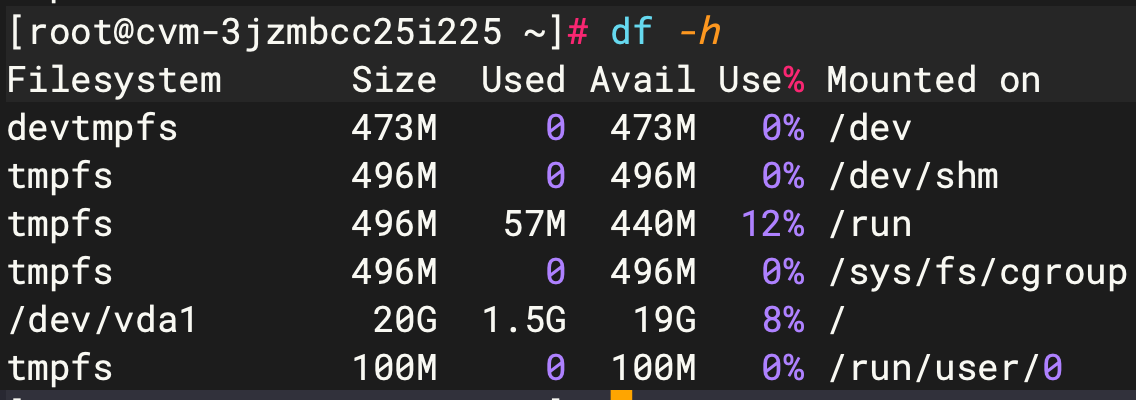 [root@cvm-3jzmbcc25i225 ~]# df -h
Filesystem Size Used Avail Use% Mounted on
devtmpfs 473M 0 473M 0% /dev
tmpfs 496M 0 496M 0% /dev/shm
tmpfs 496M 57M 440M 12% /run
tmpfs 496M 0 496M 0% /sys/fs/cgroup
/dev/vda1 20G 1.5G 19G 8% /
tmpfs 100M 0 100M 0% /run/user/0